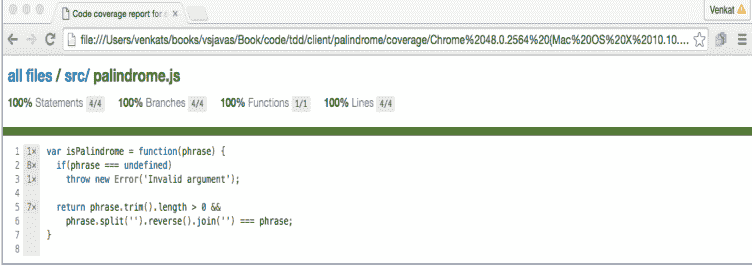 Code coverage report for a
Venkat
file:///Users/venkats/books/vsjavas/Book/code/tdd/client/palindrome/coverage/Chrome%2048.0.2564%20(Mac%20OS%20X%2010.10....
all files / src/ palindrome.js
100% Statements 4/4 100% Branches 4/4 100% Functions 1/1 100% Lines 4/4
1 1× var isPalindrome = function(phrase) {
2 8× if(phrase === undefined)
3 1× throw new Error('Invalid argument');
4
5 7× return phrase.trim().length > 0 &&
6 phrase.split('').reverse().join('') === phrase;
7 }
8